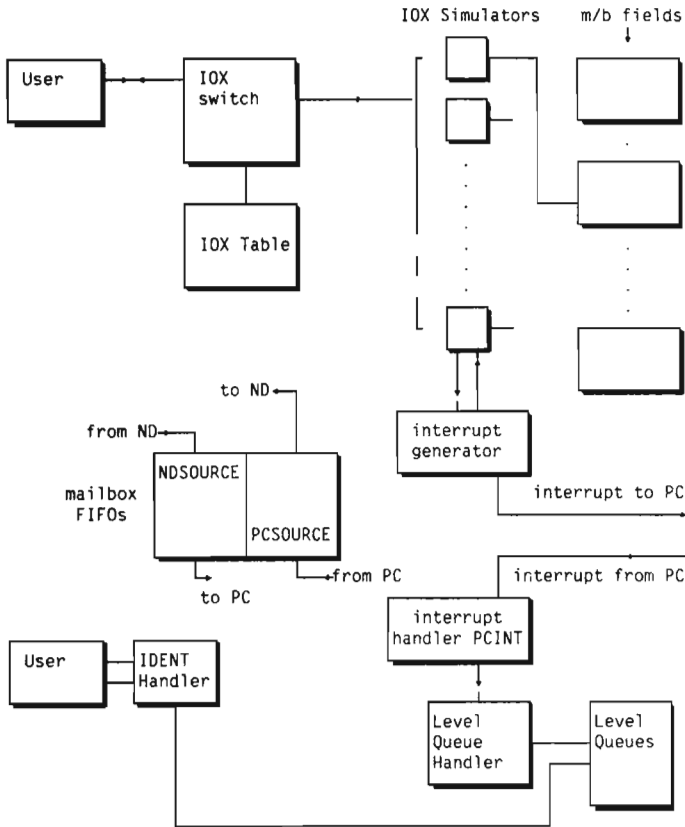 IOX Simulators
m/b fields
User
IOX
switch
IOX Table
to ND
from ND
interrupt
generator
NDSOURCE
mailbox
FIFOs
PCSOURCE
interrupt to PC
from PC
to PC
interrupt from PC
interrupt
handler PCINT
User
IDENT
Handler
Level
Queue
Handler
Level
Queues